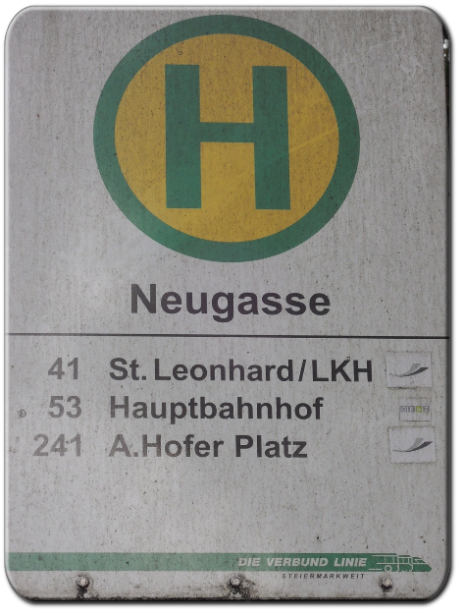 H
Neugasse
41 St. Leonhard/LKH
53 Hauptbahnhof
241 A.Hofer Platz
DIE VERBUND LINIE
STEIERMARKWEIT